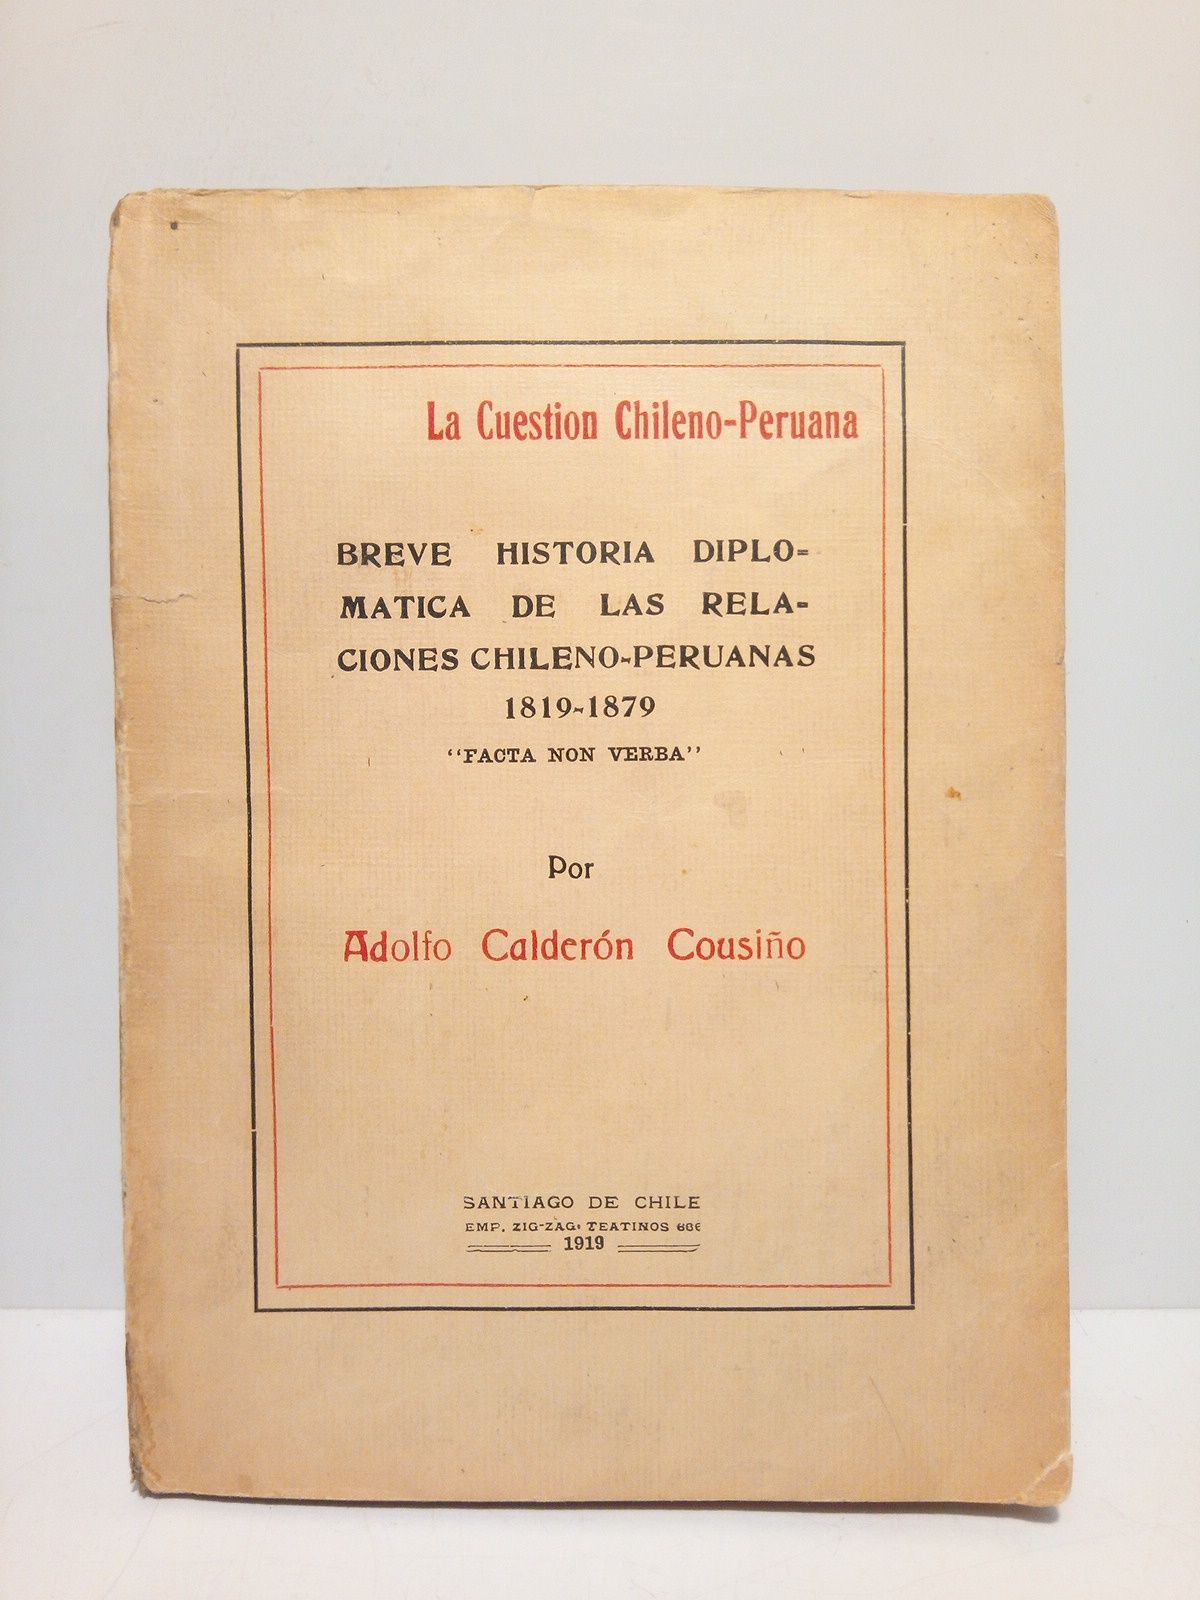 La Cuestion Chileno-Peruana
BREVE HISTORIA DIPLO-
MATICA DE LAS RELA-
CIONES CHILENO-PERUANAS
1819-1879
“FACTA NON VERBA”
Por
Adolfo Calderón Cousiño
SANTIAGO DE CHILE
EMP. ZIG-ZAG. TEATINOS 666
1919